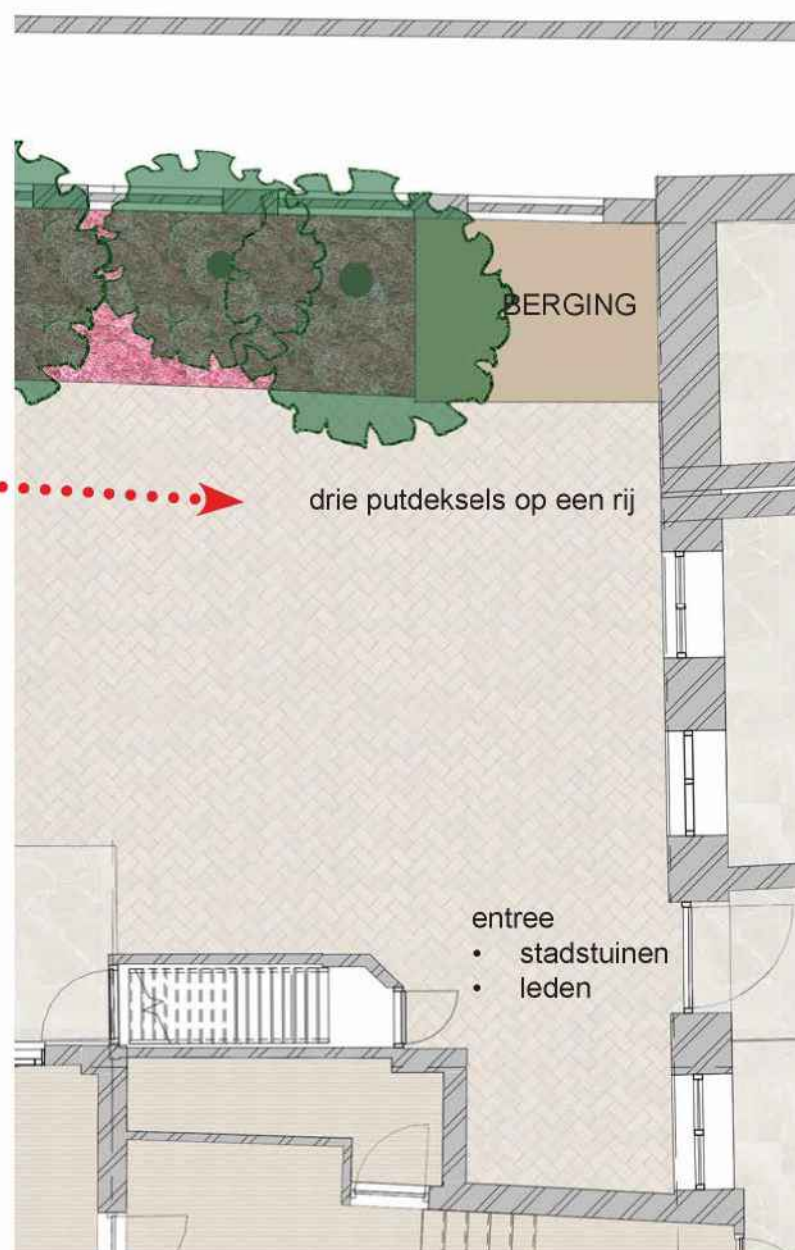 BERGING
drie putdeksels op een rij
entree
• stadstuinen
• leden